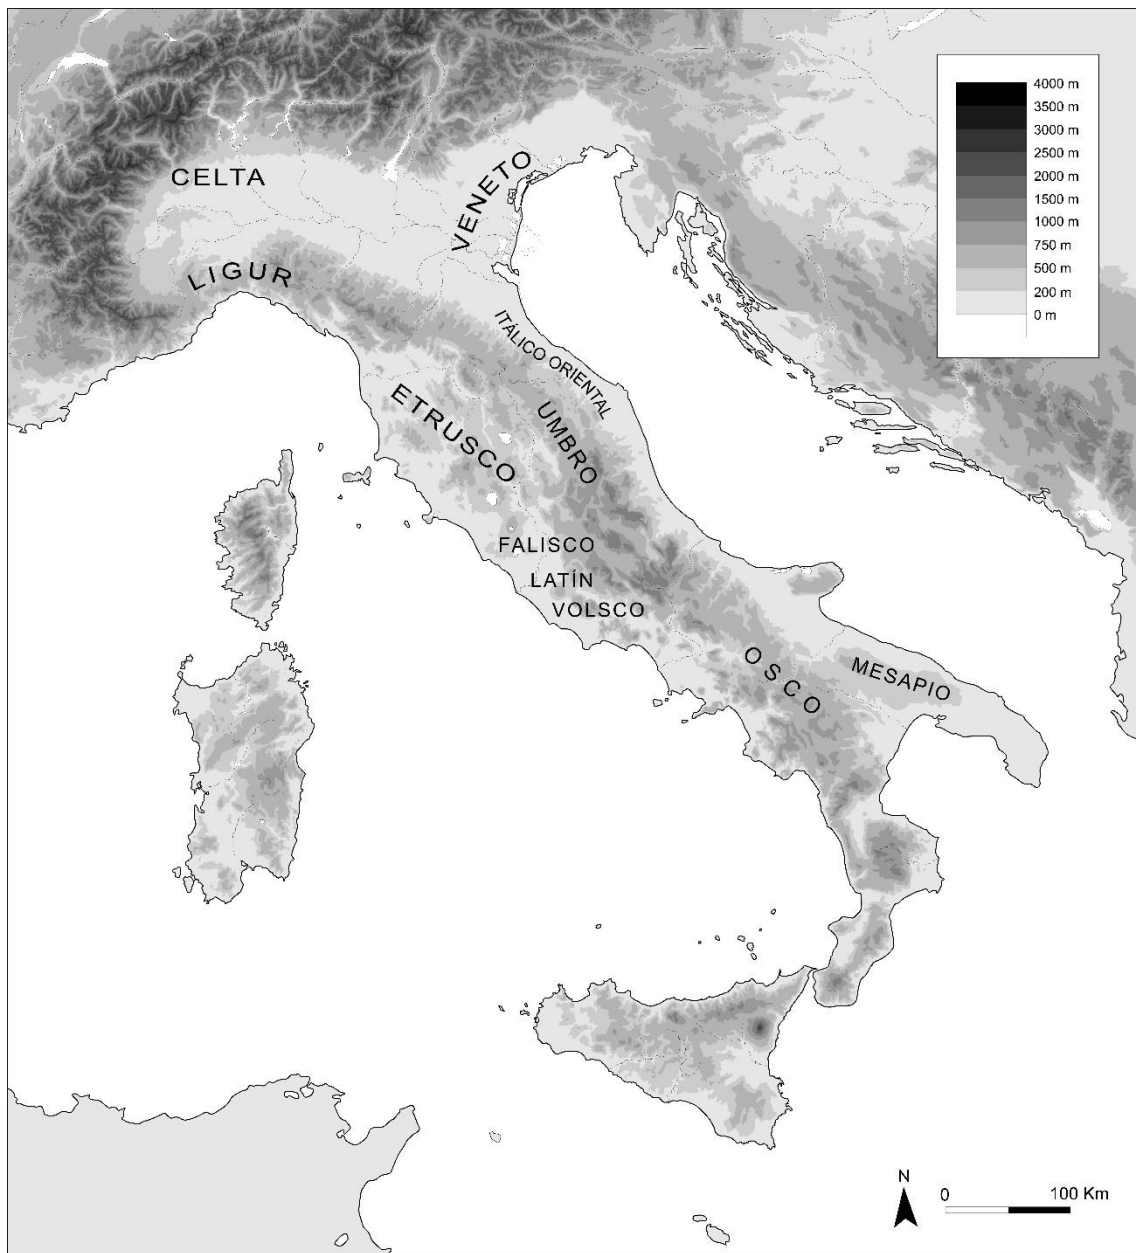 4000 m
3500 m
3000 m
2500 m
2000 m
1500 m
1000 m
750 m
500 m
200 m
0 m
CELTA
VENETO
LIGUR
ITÁLICO ORIENTAL
ETRUSCO
UMBRO
FALISCO
LATÍN
VOLSCO
OSCO
MESAPIO
N
0 100 Km